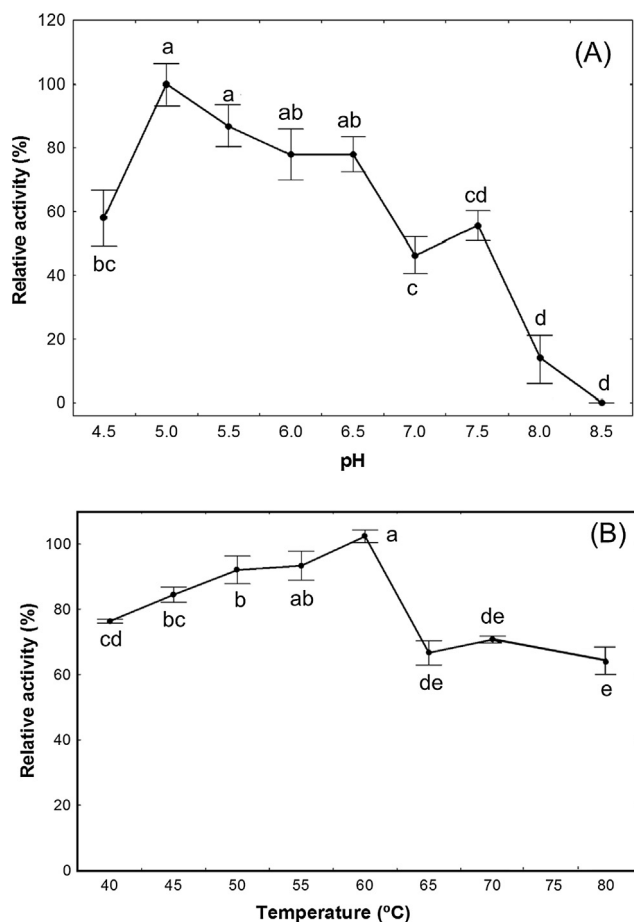 120
100
80
60
40
20
0
Relative activity (%)
(A)
a
a
ab
ab
cd
bc
c
d
d
4.5 5.0 5.5 6.0 6.5 7.0 7.5 8.0 8.5
pH
100
80
60
40
20
0
Relative activity (%)
(B)
a
cd
bc
b
ab
de
de
e
40 45 50 55 60 65 70 75 80
Temperature (ºC)